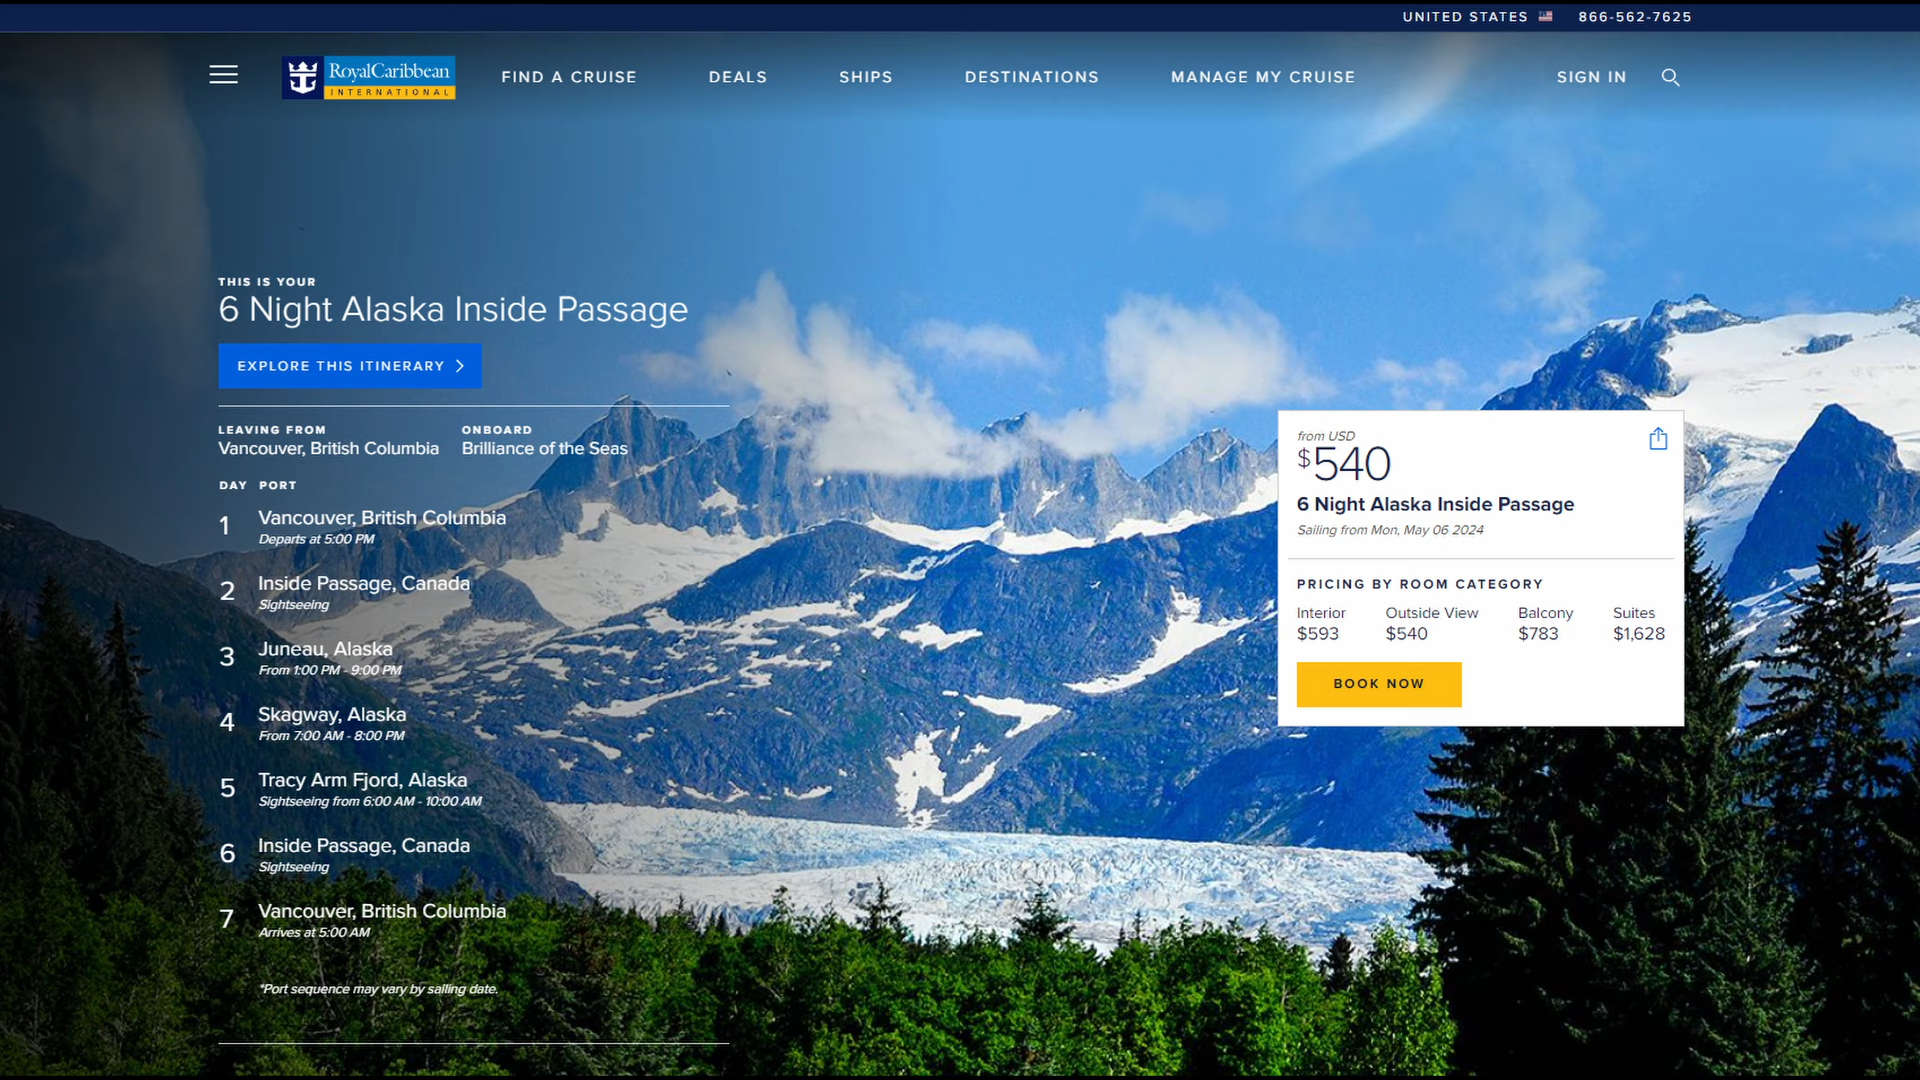 UNITED STATES 866-562-7625
RoyalCaribbean
INTERNATIONAL
FIND A CRUISE DEALS SHIPS DESTINATIONS MANAGE MY CRUISE SIGN IN
THIS IS YOUR
6 Night Alaska Inside Passage
EXPLORE THIS ITINERARY
LEAVING FROM ONBOARD
Vancouver, British Columbia Brilliance of the Seas
DAY PORT
1 Vancouver, British Columbia
Departs at 5:00 PM
2 Inside Passage, Canada
Sightseeing
3 Juneau, Alaska
From 1:00 PM - 9:00 PM
4 Skagway, Alaska
From 7:00 AM - 8:00 PM
5 Tracy Arm Fjord, Alaska
Sightseeing from 6:00 AM - 10:00 AM
6 Inside Passage, Canada
Sightseeing
7 Vancouver, British Columbia
Arrives at 5:00 AM
*Port sequence may vary by sailing date.
from USD
$540
6 Night Alaska Inside Passage
Sailing from Mon, May 06 2024
PRICING BY ROOM CATEGORY
Interior Outside View Balcony Suites
$593 $540 $783 $1,628
BOOK NOW